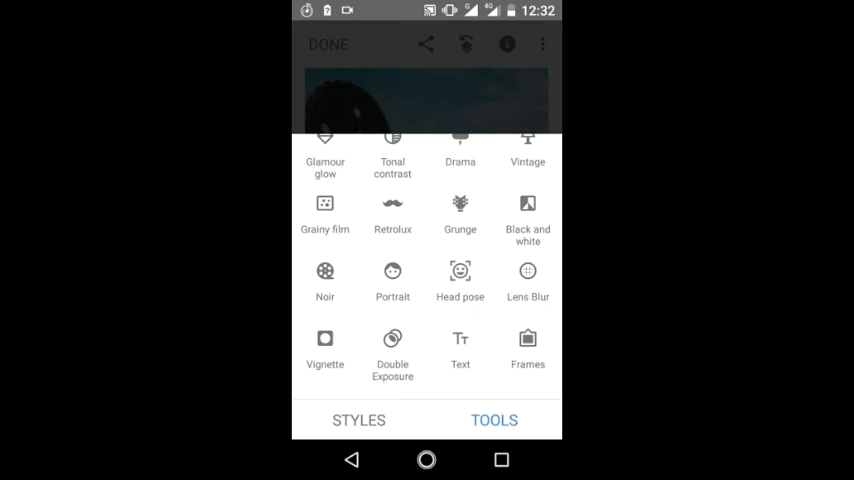 G 4G 12:32
DONE
Glamour glow Tonal contrast Drama Vintage
Grainy film Retrolux Grunge Black and white
Noir Portrait Head pose Lens Blur
Vignette Double Exposure Text Frames
STYLES TOOLS